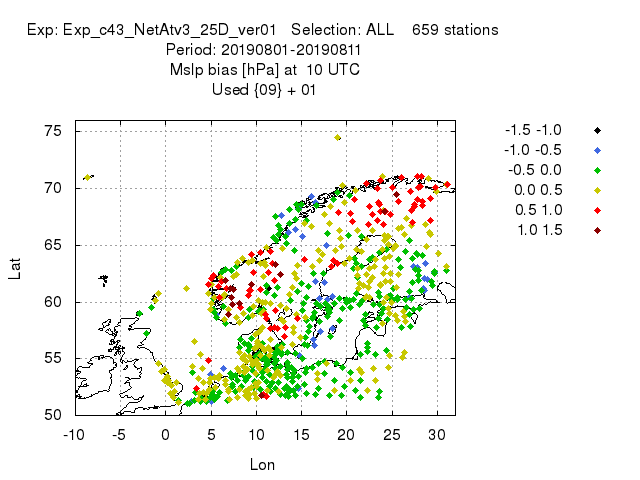 Exp: Exp_c43_NetAtv3_25D_ver01   Selection: ALL    659 stations
Period: 20190801-20190811
Mslp bias [hPa] at  10 UTC
Used {09} + 01
75
70
65
60
55
50
Lat
-10 -5 0 5 10 15 20 25 30
Lon
-1.5 -1.0
-1.0 -0.5
-0.5 0.0
0.0 0.5
0.5 1.0
1.0 1.5